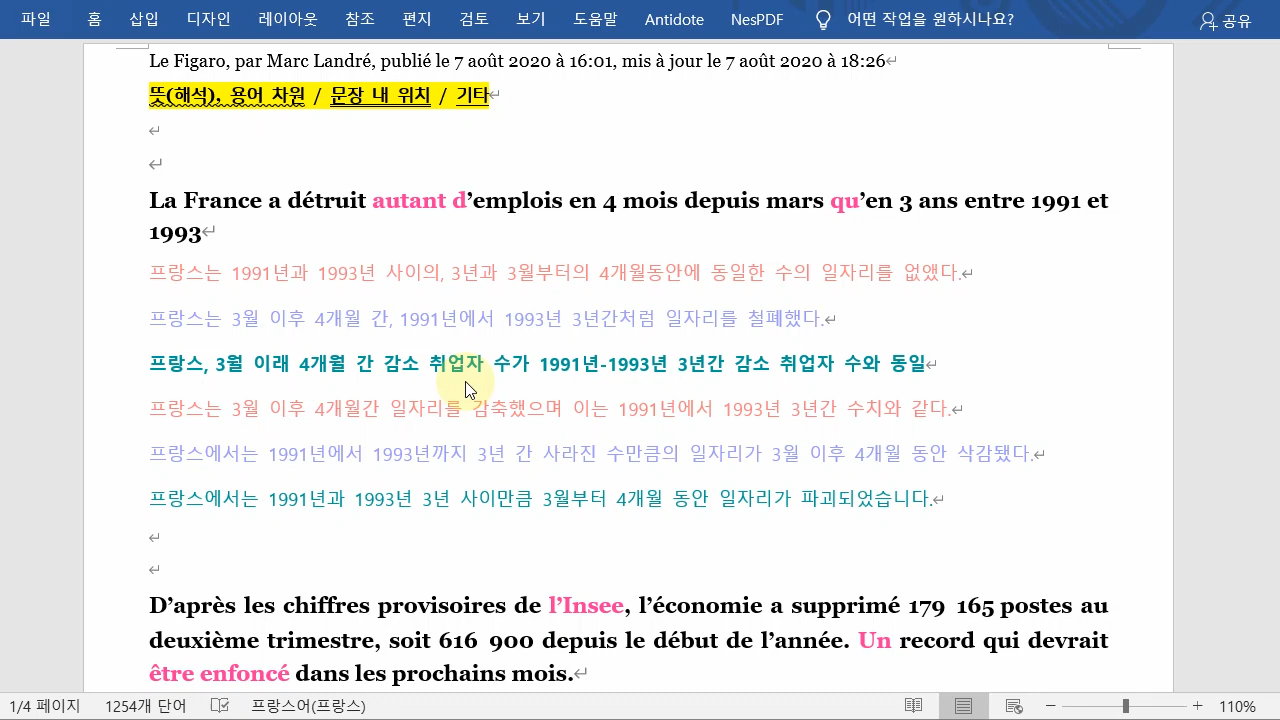 파일 홈 삽입 디자인 레이아웃 참조 편지 검토 보기 도움말 Antidote NesPDF 어떤 작업을 원하시나요? 공유
Le Figaro, par Marc Landré, publié le 7 août 2020 à 16:01, mis à jour le 7 août 2020 à 18:26
뜻(해석), 용어 차원 / 문장 내 위치 / 기타
La France a détruit autant d’emplois en 4 mois depuis mars qu’en 3 ans entre 1991 et
1993
프랑스는 1991년과 1993년 사이의, 3년과 3월부터의 4개월동안에 동일한 수의 일자리를 없앴다.
프랑스는 3월 이후 4개월 간, 1991년에서 1993년 3년간처럼 일자리를 철폐했다.
프랑스, 3월 이래 4개월 간 감소 취업자 수가 1991년-1993년 3년간 감소 취업자 수와 동일
프랑스는 3월 이후 4개월간 일자리를 감축했으며 이는 1991년에서 1993년 3년간 수치와 같다.
프랑스에서는 1991년에서 1993년까지 3년 간 사라진 수만큼의 일자리가 3월 이후 4개월 동안 삭감됐다.
프랑스에서는 1991년과 1993년 3년 사이만큼 3월부터 4개월 동안 일자리가 파괴되었습니다.
D’après les chiffres provisoires de l’Insee, l’économie a supprimé 179 165 postes au
deuxième trimestre, soit 616 900 depuis le début de l’année. Un record qui devrait
être enfoncé dans les prochains mois.
1/4 페이지 1254개 단어 프랑스어(프랑스) 110%